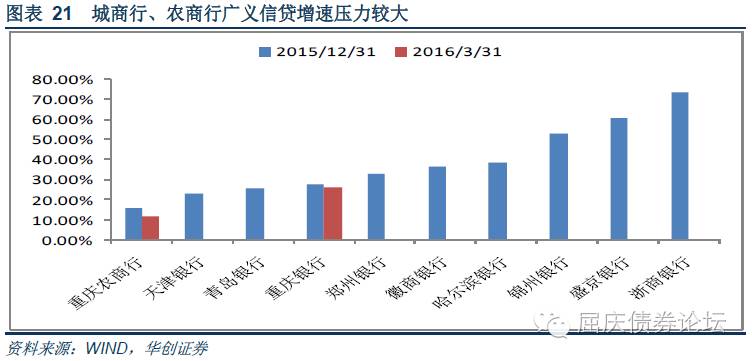 图表 21 城商行、农商行广义信贷增速压力较大
2015/12/31 2016/3/31
80.00%
70.00%
60.00%
50.00%
40.00%
30.00%
20.00%
10.00%
0.00%
重庆农商行 天津银行 青岛银行 重庆银行 郑州银行 徽商银行 哈尔滨银行 锦州银行 盛京银行 浙商银行
屈庆债券论坛
资料来源：WIND，华创证券